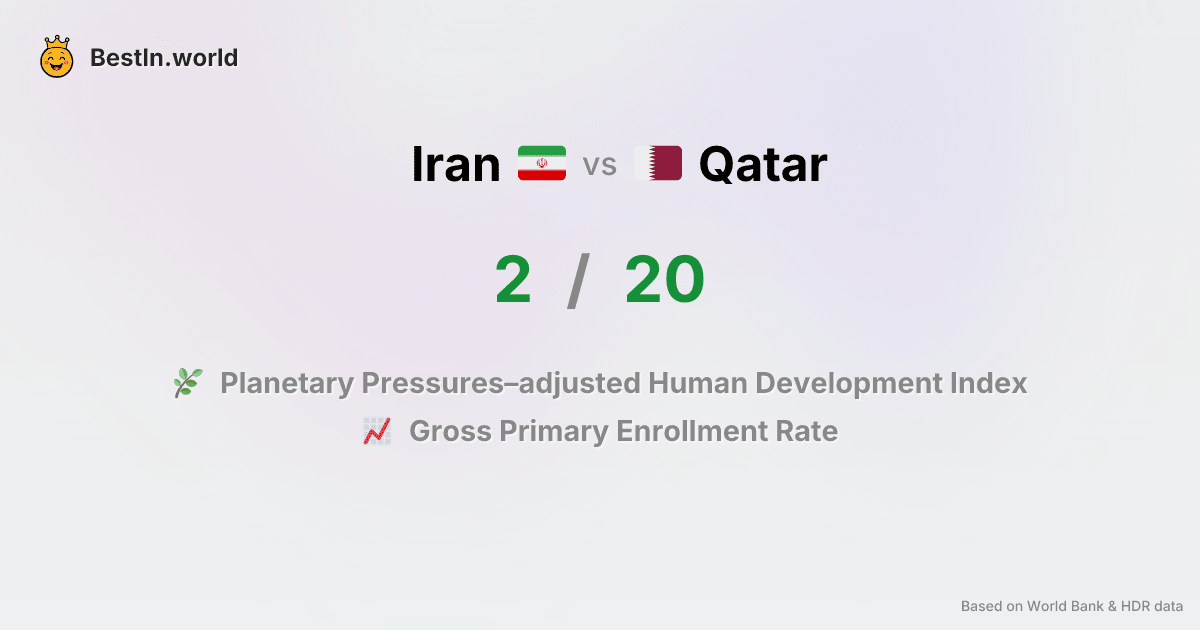 BestIn.world
Iran vs Qatar
2 / 20
Planetary Pressures–adjusted Human Development Index
Gross Primary Enrollment Rate
Based on World Bank & HDR data